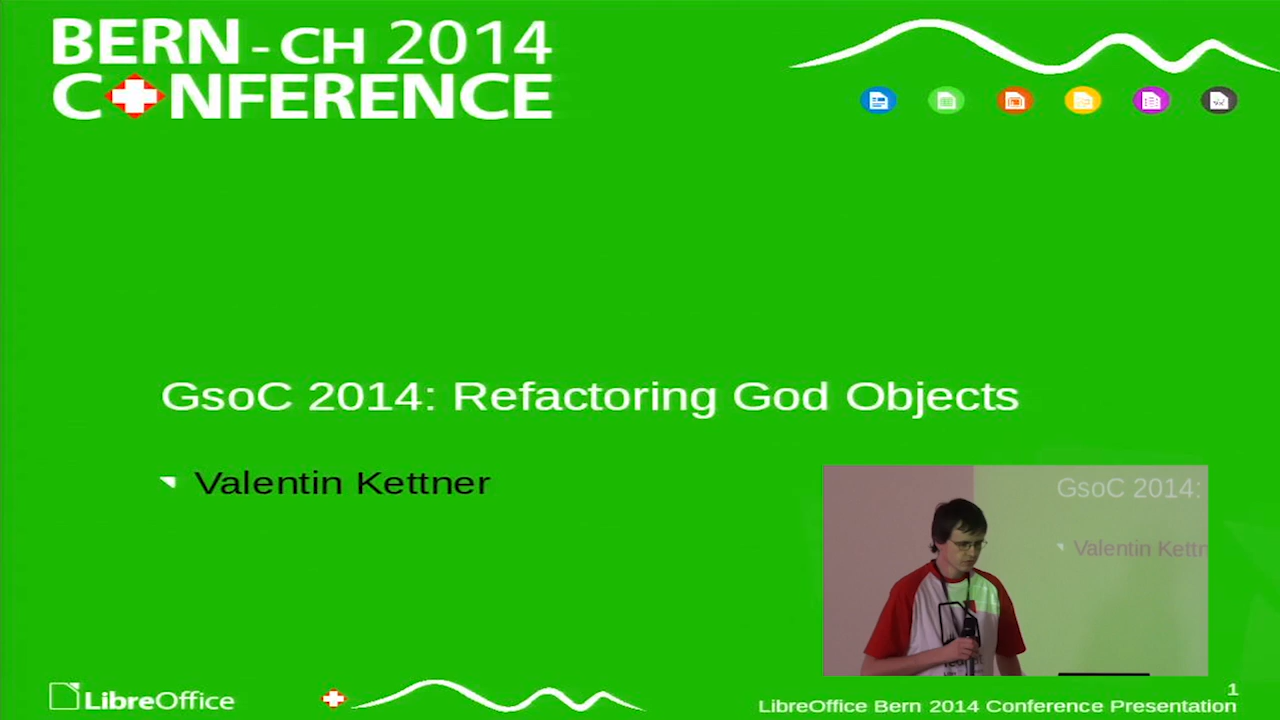 BERN - CH 2014
CONFERENCE
GsoC 2014: Refactoring God Objects
Valentin Kettner
GsoC 2014:
Valentin Kettn
LibreOffice
1
LibreOffice Bern 2014 Conference Presentation